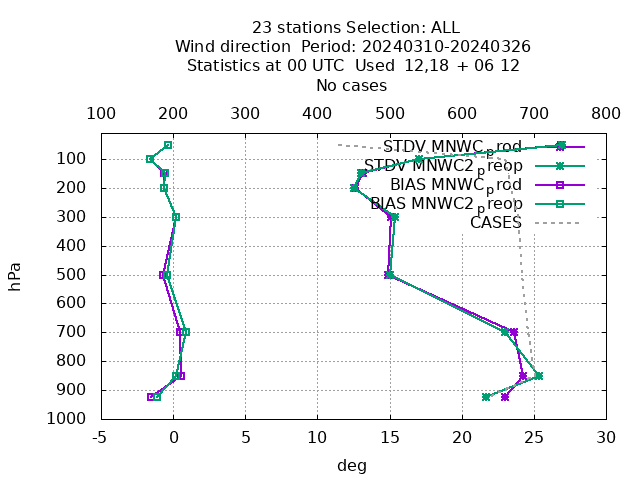 23 stations Selection: ALL
Wind direction  Period: 20240310-20240326
Statistics at 00 UTC  Used  12,18 + 06 12
No cases
100 200 300 400 500 600 700 800
STDV MNWC_prod
STDV MNWC2_preop
BIAS MNWC_prod
BIAS MNWC2_preop
CASES
hPa
100
200
300
400
500
600
700
800
900
1000
-5 0 5 10 15 20 25 30
deg